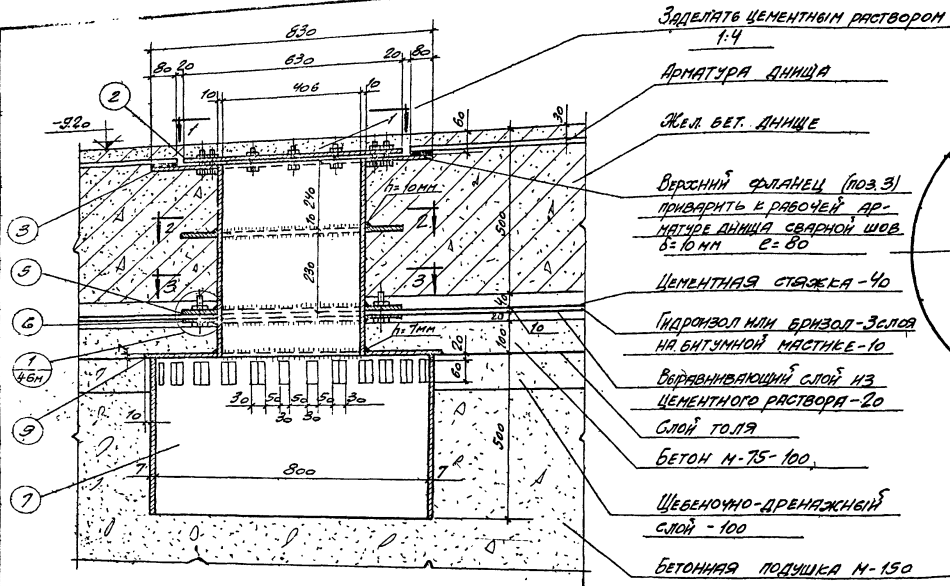 830
80 20
630
20 80
10
406
10
2
1
1
-9.20
60
30
3
h=10мм
240
10
2
2
500
230
3
3
5
6
1
46м
40
20
10
100
h=7мм
7
20
60
9
30 50 50 50 30
30 30
10
500
7
800
7
7
Заделать цементным раствором
1:4
Арматура днища
Жел. бет. днище
Верхний фланец (поз.3)
приварить к рабочей ар-
матуре днища сварной шов
δ=10мм ℓ=80
Цементная стяжка-40
Гидроизол или бризол-3слоя
на битумной мастике-10
Выравнивающий слой из
цементного раствора-20
Слой толя
Бетон м-75-100
Щебеночно-дренажный
слой -100
Бетонная подушка м-150